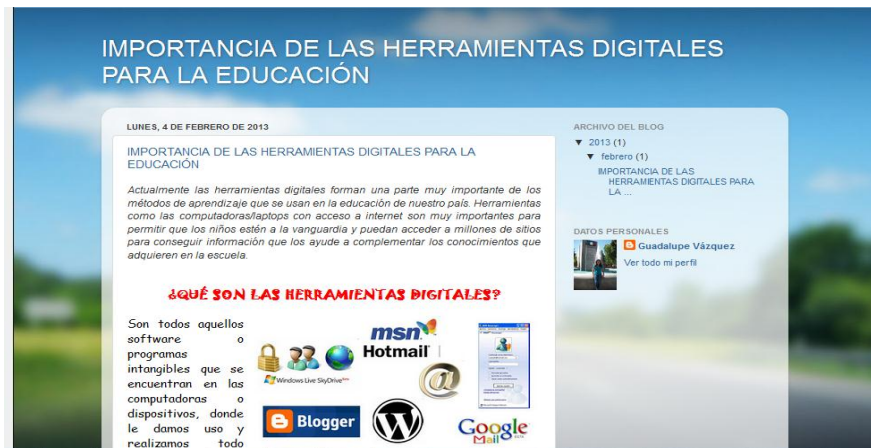 IMPORTANCIA DE LAS HERRAMIENTAS DIGITALES
PARA LA EDUCACIÓN
LUNES, 4 DE FEBRERO DE 2013
IMPORTANCIA DE LAS HERRAMIENTAS DIGITALES PARA LA
EDUCACIÓN
Actualmente las herramientas digitales forman una parte muy importante de los
métodos de aprendizaje que se usan en la educación de nuestro país. Herramientas
como las computadoras/laptops con acceso a internet son muy importantes para
permitir que los niños estén a la vanguardia y puedan acceder a millones de sitios
para conseguir información que los ayude a complementar los conocimientos que
adquieren en la escuela.
¿QUÉ SON LAS HERRAMIENTAS DIGITALES?
Son todos aquellos
software o
programas
intangibles que se
encuentran en las
computadoras o
dispositivos, donde
le damos uso y
realizamos todo
msn
Hotmail
Windows Live SkyDrive
Blogger
Google
Mail
ARCHIVO DEL BLOG
▼ 2013 (1)
▼ febrero (1)
IMPORTANCIA DE LAS
HERRAMIENTAS DIGITALES PARA
LA ...
DATOS PERSONALES
Guadalupe Vázquez
Ver todo mi perfil